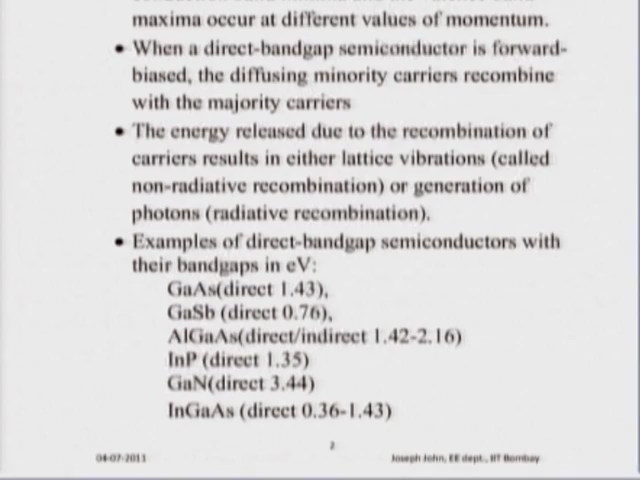 maxima occur at different values of momentum.
• When a direct-bandgap semiconductor is forward-
biased, the diffusing minority carriers recombine
with the majority carriers
• The energy released due to the recombination of
carriers results in either lattice vibrations (called
non-radiative recombination) or generation of
photons (radiative recombination).
• Examples of direct-bandgap semiconductors with
their bandgaps in eV:
GaAs(direct 1.43),
GaSb (direct 0.76),
AlGaAs(direct/indirect 1.42-2.16)
InP (direct 1.35)
GaN(direct 3.44)
InGaAs (direct 0.36-1.43)
2
04-07-2011 Joseph John, EE dept., IIT Bombay